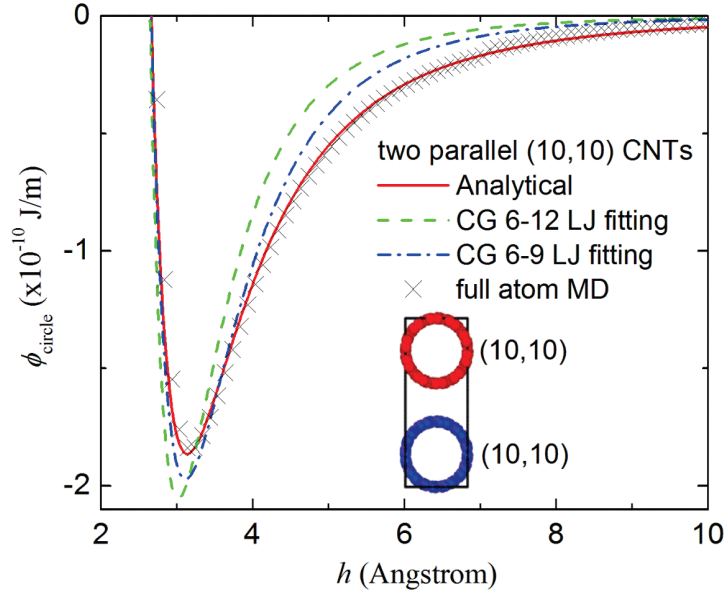 0
-1
-2
2
4
6
8
10
ϕcircle (x10⁻¹⁰ J/m)
h (Angstrom)
two parallel (10,10) CNTs
Analytical
CG 6-12 LJ fitting
CG 6-9 LJ fitting
full atom MD
(10,10)
(10,10)